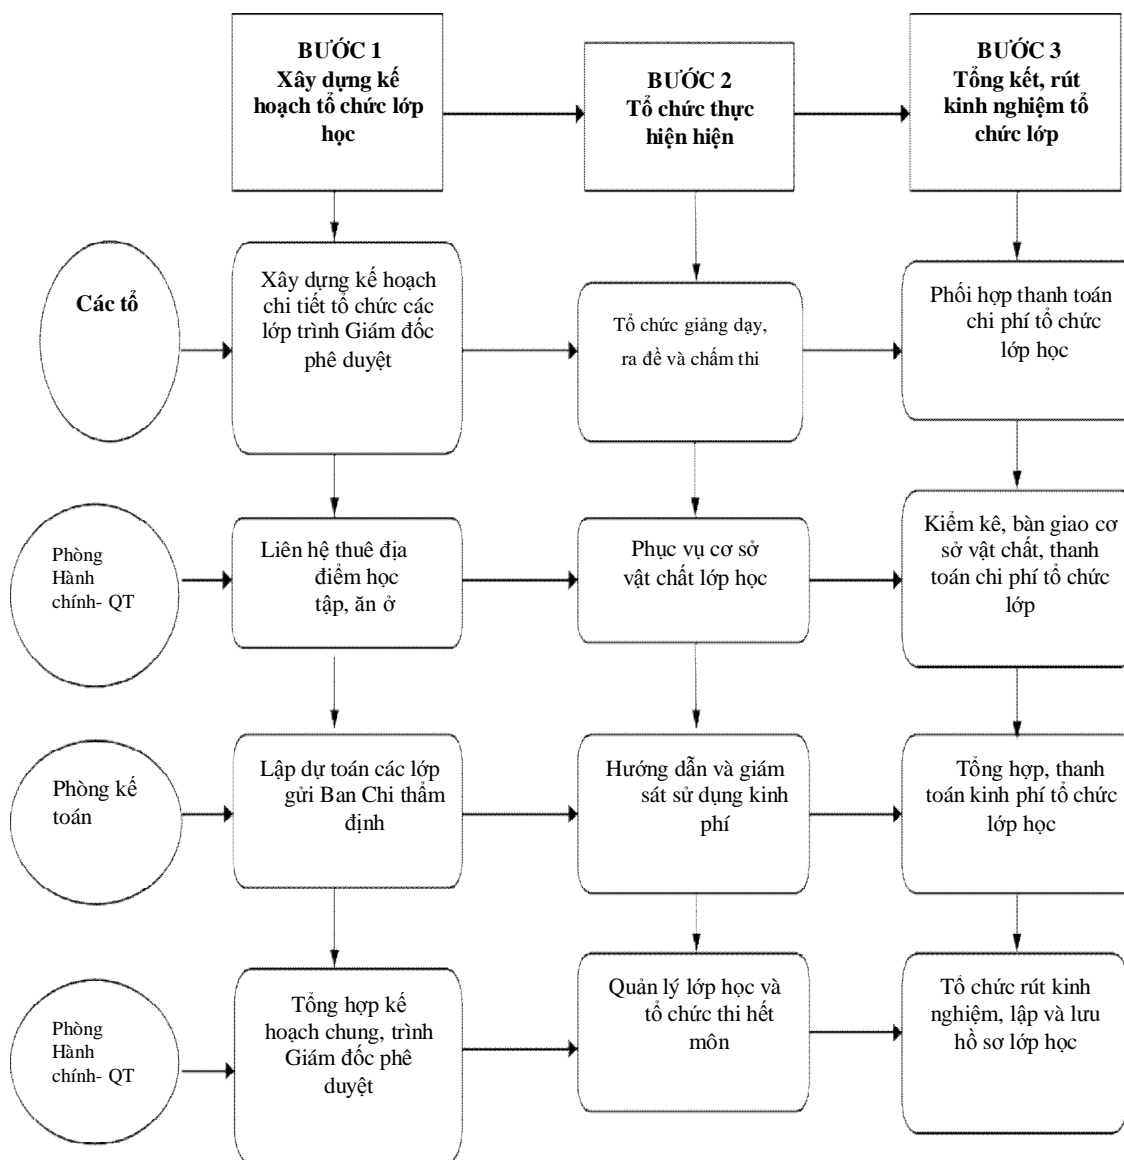 BƯỚC 1
Xây dựng kế
hoạch tổ chức lớp
học
BƯỚC 2
Tổ chức thực
hiện hiện
BƯỚC 3
Tổng kết, rút
kinh nghiệm tổ
chức lớp
Các tổ
Xây dựng kế hoạch
chi tiết tổ chức các
lớp trình Giám đốc
phê duyệt
Tổ chức giảng dạy,
ra đề và chấm thi
Phối hợp thanh toán
chi phí tổ chức
lớp học
Phòng
Hành
chính- QT
Liên hệ thuê địa
điểm học
tập, ăn ở
Phục vụ cơ sở
vật chất lớp học
Kiểm kê, bàn giao cơ
sở vật chất, thanh
toán chi phí tổ chức
lớp
Phòng kế
toán
Lập dự toán các lớp
gửi Ban Chi thẩm
định
Hướng dẫn và giám
sát sử dụng kinh
phí
Tổng hợp, thanh
toán kinh phí tổ chức
lớp học
Phòng
Hành
chính- QT
Tổng hợp kế
hoạch chung, trình
Giám đốc phê
duyệt
Quản lý lớp học và
tổ chức thi hết
môn
Tổ chức rút kinh
nghiệm, lập và lưu
hồ sơ lớp học